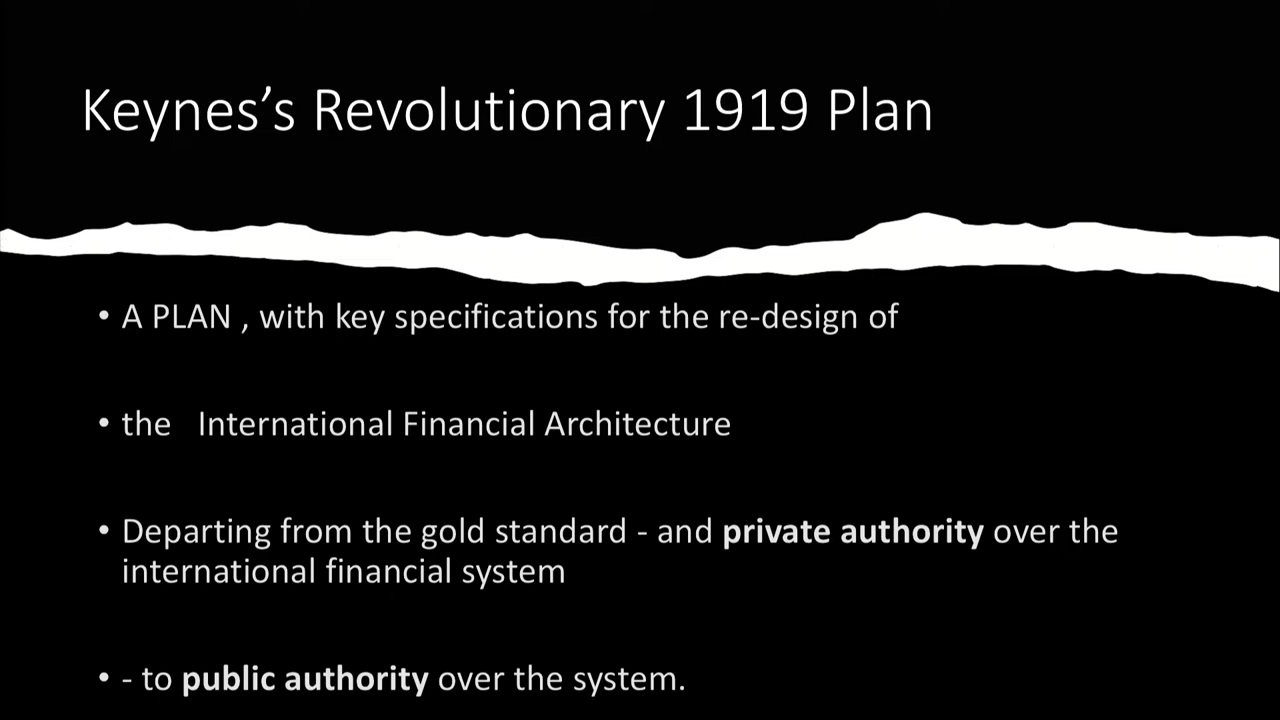 Keynes’s Revolutionary 1919 Plan
• A PLAN , with key specifications for the re-design of
• the   International Financial Architecture
• Departing from the gold standard - and private authority over the
international financial system
• - to public authority over the system.